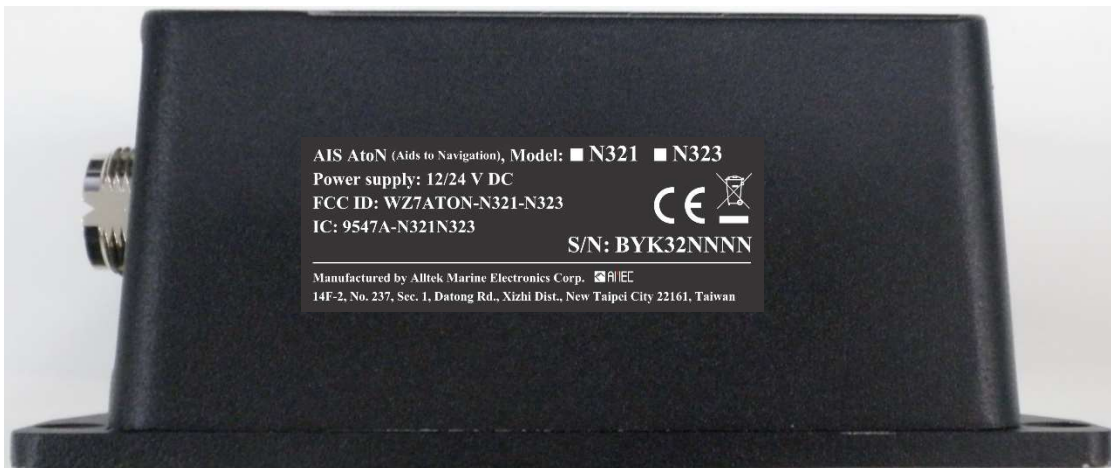 AIS AtoN (Aids to Navigation), Model: ■ N321 ■ N323
Power supply: 12/24 V DC
FCC ID: WZ7ATON-N321-N323
IC: 9547A-N321N323
CE
S/N: BYK32NNNN
Manufactured by Alltek Marine Electronics Corp. AMEC
14F-2, No. 237, Sec. 1, Datong Rd., Xizhi Dist., New Taipei City 22161, Taiwan